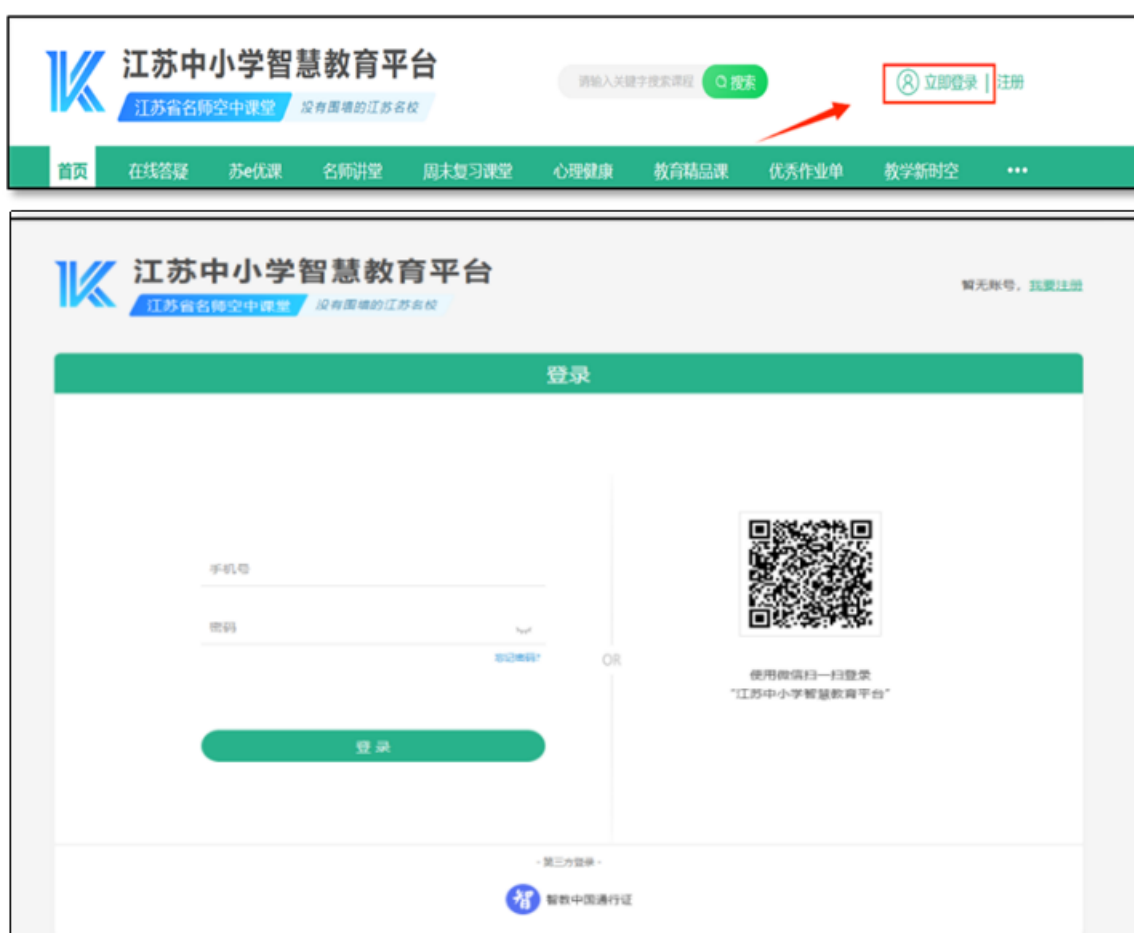 江苏中小学智慧教育平台
江苏省名师空中课堂 没有围墙的江苏名校
请输入关键字搜索课程 搜索
立即登录 | 注册
首页 在线答疑 苏e优课 名师讲堂 周末复习课堂 心理健康 教育精品课 优秀作业单 教学新时空 •••
江苏中小学智慧教育平台
江苏省名师空中课堂 没有围墙的江苏名校
暂无账号，我要注册
登录
手机号
密码
忘记密码?
OR
使用微信扫一扫登录
“江苏中小学智慧教育平台”
登 录
- 第三方登录 -
智 智教中国通行证